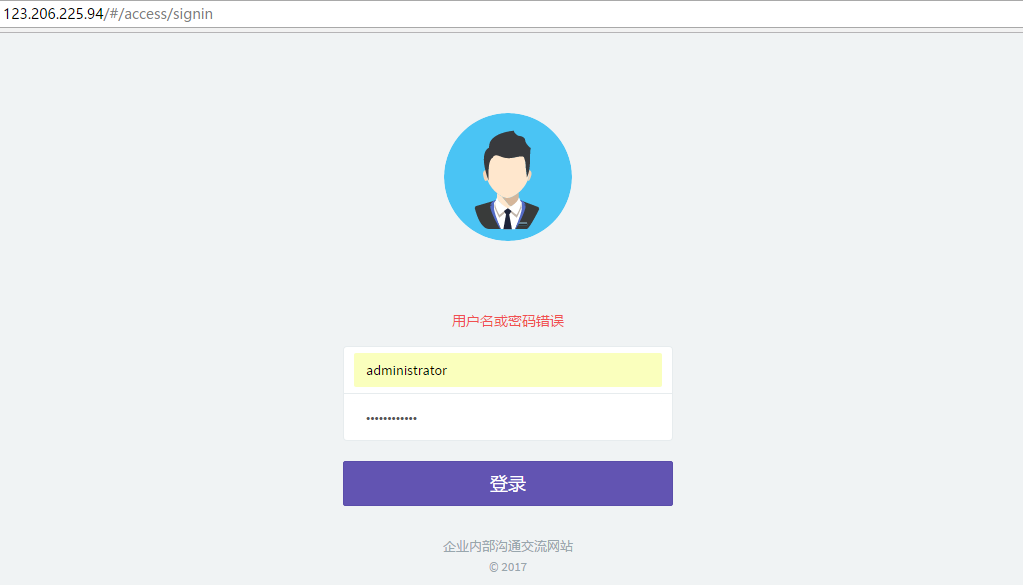 123.206.225.94/#/access/signin
用户名或密码错误
administrator
••••••••••••
登录
企业内部沟通交流网站
© 2017